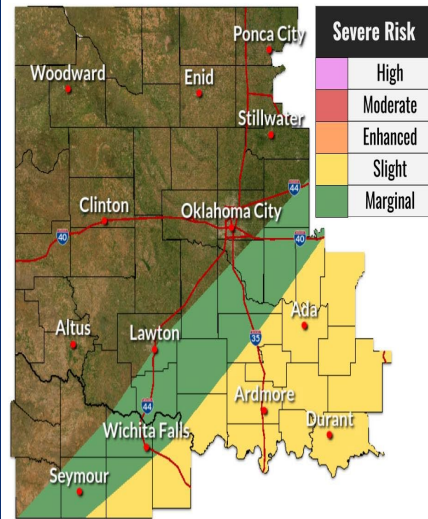 Ponca City
Severe Risk
Woodward
Enid
High
Moderate
Stillwater
Enhanced
Slight
44
Marginal
Clinton
Oklahoma City
40
40
Ada
Altus
Lawton
35
Ardmore
44
Durant
Wichita Falls
Seymour